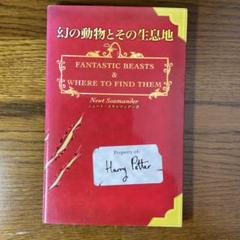 幻の動物とその生息地
FANTASTIC BEASTS
&
WHERE TO FIND THEM
Newt Scamander
ニュート・スキャマンダー著
Property of:
Harry Potter